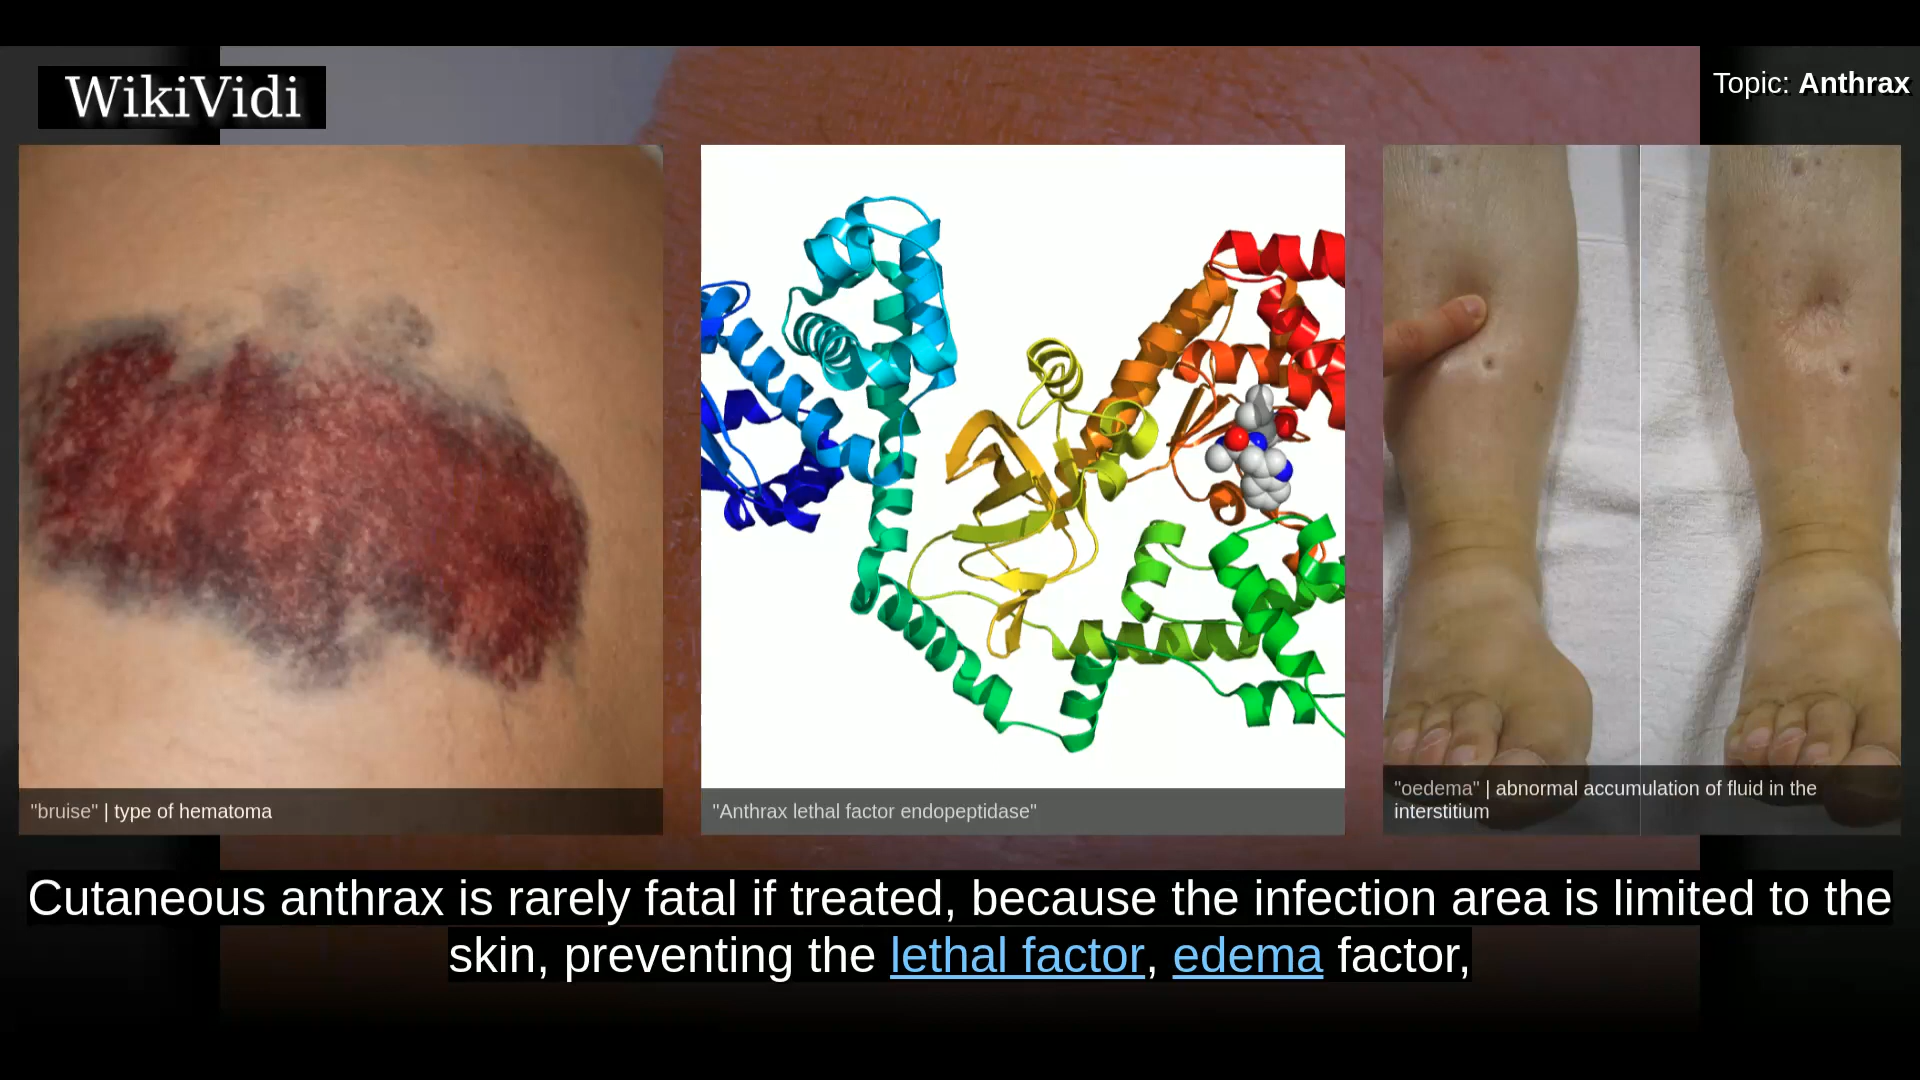 WikiVidi
Topic: Anthrax
"bruise" | type of hematoma
"Anthrax lethal factor endopeptidase"
"oedema" | abnormal accumulation of fluid in the
interstitium
Cutaneous anthrax is rarely fatal if treated, because the infection area is limited to the
skin, preventing the lethal factor, edema factor,